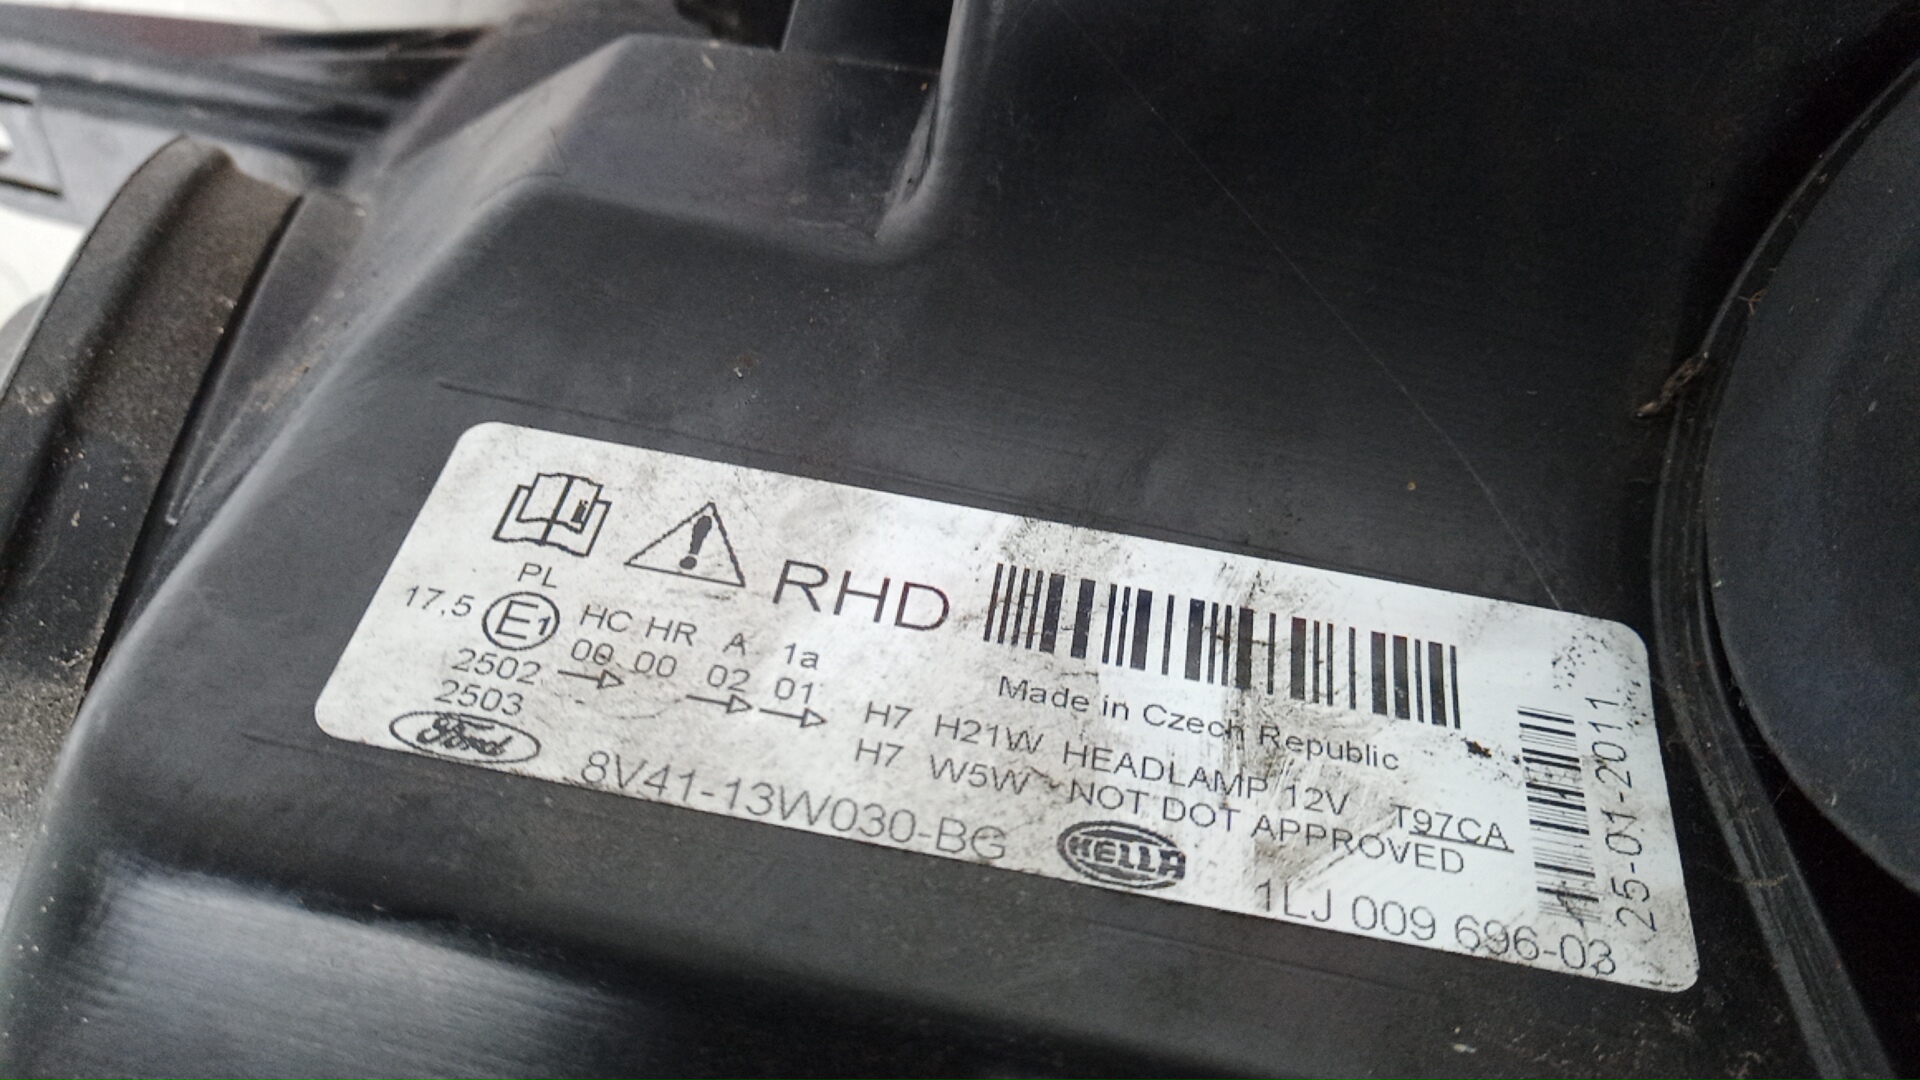 RHD
PL
17,5 E1 HC HR A 1a
2502 00 00 02 01
2503
Made in Czech Republic
H7 H21W HEADLAMP 12V T97CA
H7 W5W NOT DOT APPROVED
Ford 8V41-13W030-BG HELLA 1LJ 009 696-03
25-01-2011